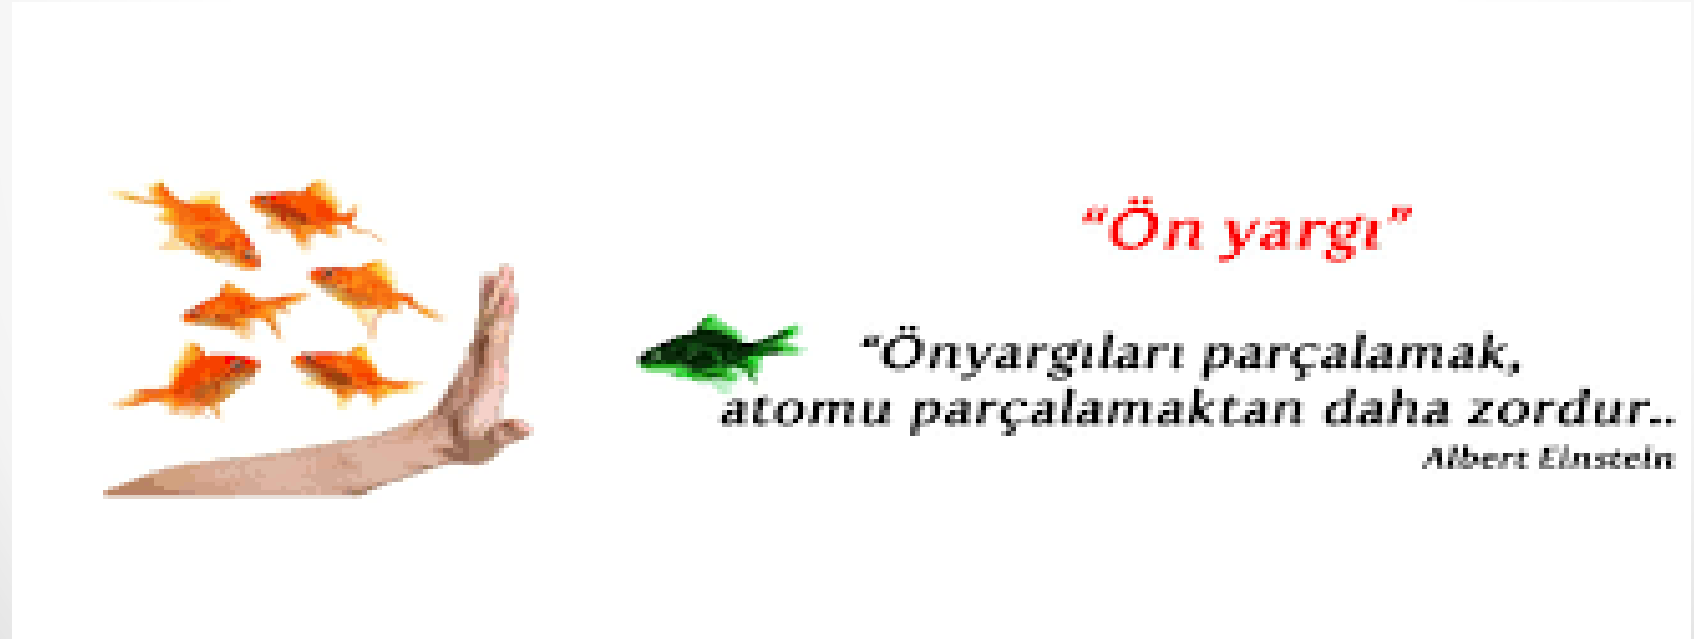 “Ön yargı”
“Önyargıları parçalamak,
atomu parçalamaktan daha zordur..
Albert Einstein